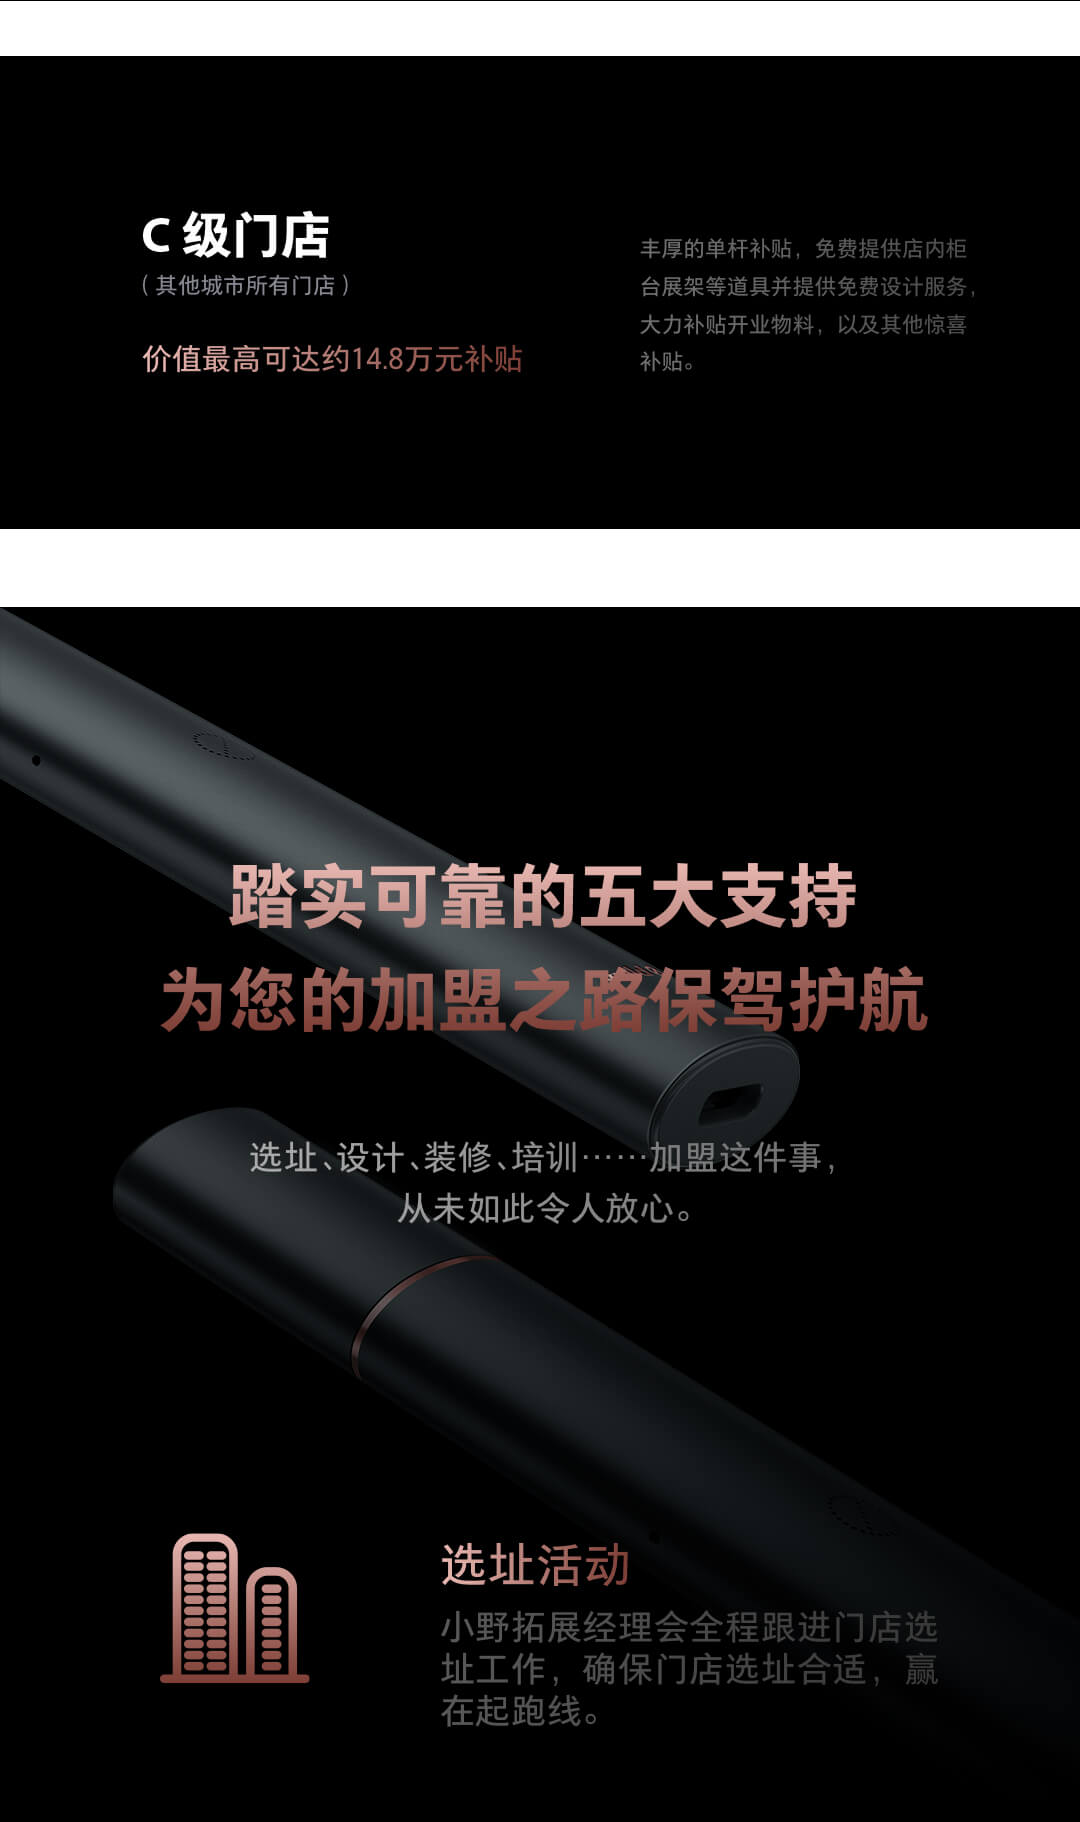 C 级门店
（其他城市所有门店）
价值最高可达约14.8万元补贴
丰厚的单杆补贴，免费提供店内柜
台展架等道具并提供免费设计服务，
大力补贴开业物料，以及其他惊喜
补贴。
踏实可靠的五大支持
为您的加盟之路保驾护航
选址、设计、装修、培训……加盟这件事，
从未如此令人放心。
选址活动
小野拓展经理会全程跟进门店选
址工作，确保门店选址合适，赢
在起跑线。